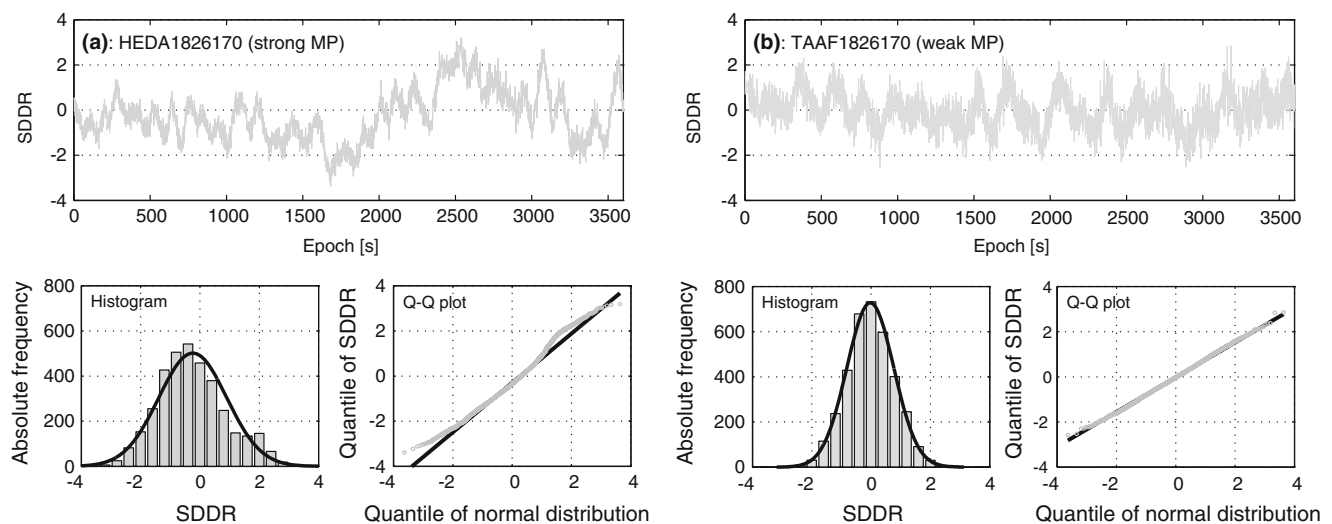 (a): HEDA1826170 (strong MP)
SDDR
4
2
0
-2
-4
0 500 1000 1500 2000 2500 3000 3500
Epoch [s]
(b): TAAF1826170 (weak MP)
SDDR
4
2
0
-2
-4
0 500 1000 1500 2000 2500 3000 3500
Epoch [s]
Histogram
Absolute frequency
800
600
400
200
0
-4 -2 0 2 4
SDDR
Q-Q plot
Quantile of SDDR
4
2
0
-2
-4
-4 -2 0 2 4
Quantile of normal distribution
Histogram
Absolute frequency
800
600
400
200
0
-4 -2 0 2 4
SDDR
Q-Q plot
Quantile of SDDR
4
2
0
-2
-4
-4 -2 0 2 4
Quantile of normal distribution